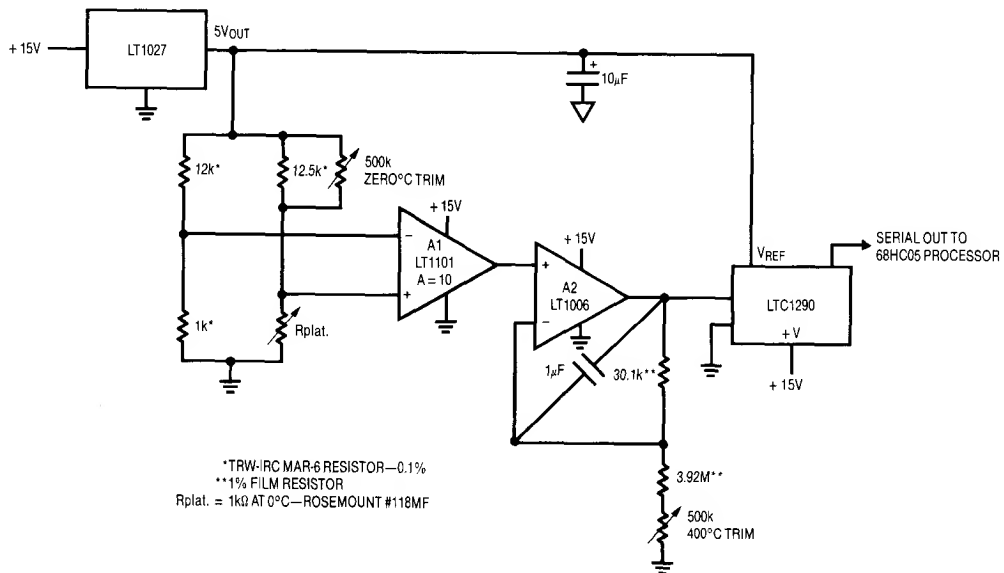 + 15V
LT1027
5VOUT
+
10μF
12k*
12.5k*
500k
ZERO°C TRIM
+ 15V
−
A1
LT1101
A = 10
+
+ 15V
+
A2
LT1006
−
VREF
SERIAL OUT TO
68HC05 PROCESSOR
LTC1290
+ V
+ 15V
1k*
Rplat.
1μF
30.1k**
3.92M**
500k
400°C TRIM
*TRW-IRC MAR-6 RESISTOR—0.1%
**1% FILM RESISTOR
Rplat. = 1kΩ AT 0°C—ROSEMOUNT #118MF